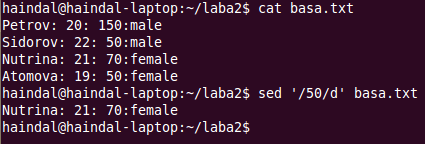 haindal@haindal-laptop:~/laba2$ cat basa.txt
Petrov: 20: 150:male
Sidorov: 22: 50:male
Nutrina: 21: 70:female
Atomova: 19: 50:female
haindal@haindal-laptop:~/laba2$ sed '/50/d' basa.txt
Nutrina: 21: 70:female
haindal@haindal-laptop:~/laba2$